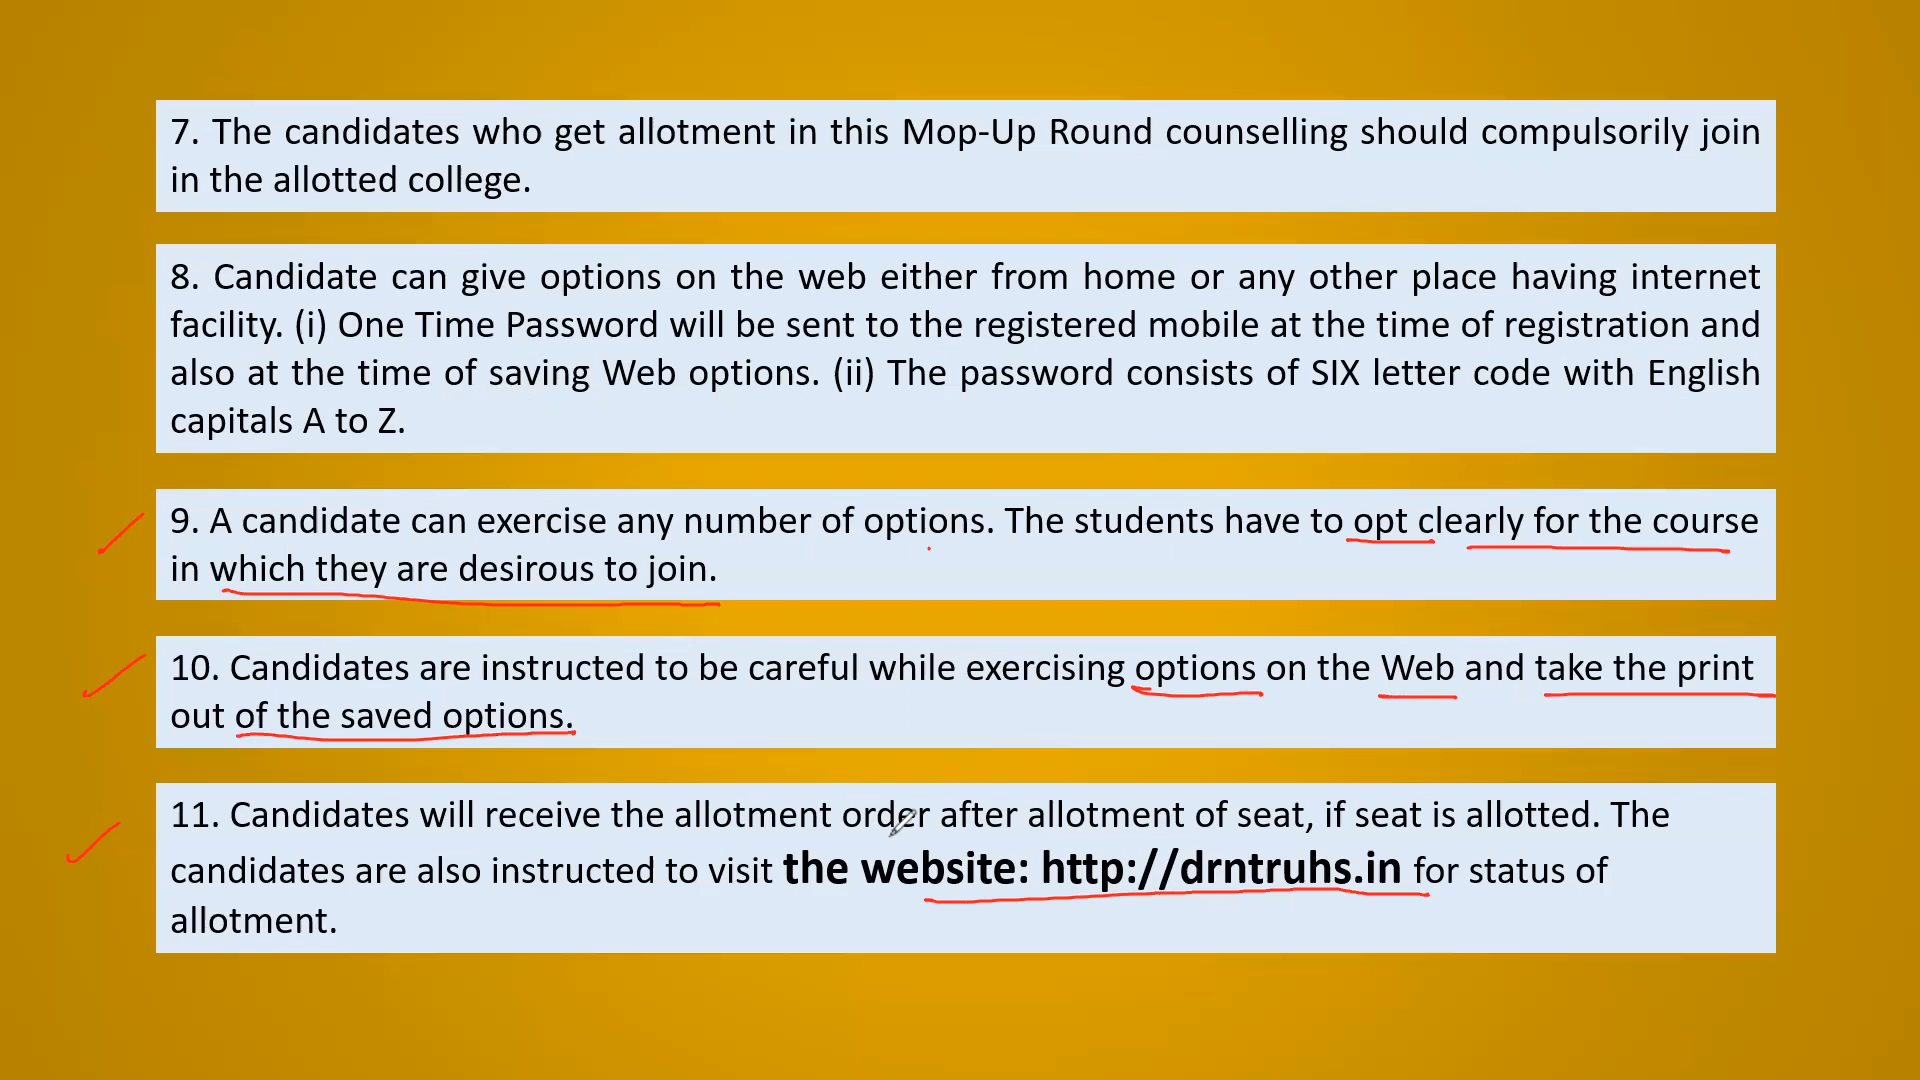 7. The candidates who get allotment in this Mop-Up Round counselling should compulsorily join
in the allotted college.
8. Candidate can give options on the web either from home or any other place having internet
facility. (i) One Time Password will be sent to the registered mobile at the time of registration and
also at the time of saving Web options. (ii) The password consists of SIX letter code with English
capitals A to Z.
9. A candidate can exercise any number of options. The students have to opt clearly for the course
in which they are desirous to join.
10. Candidates are instructed to be careful while exercising options on the Web and take the print
out of the saved options.
11. Candidates will receive the allotment order after allotment of seat, if seat is allotted. The
candidates are also instructed to visit the website: http://drntruhs.in for status of
allotment.